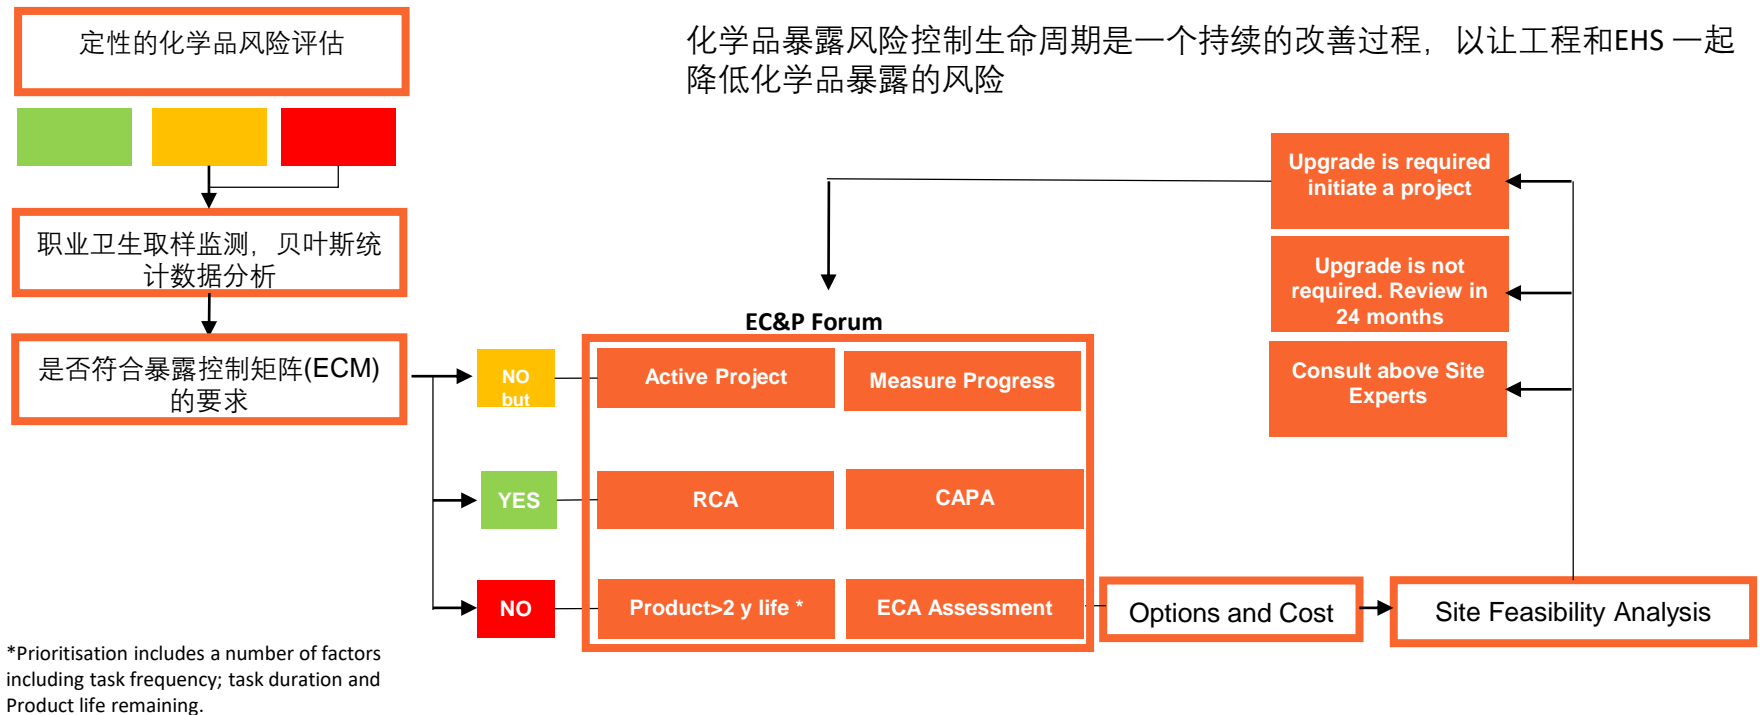 定性的化学品风险评估
化学品暴露风险控制生命周期是一个持续的改善过程，以让工程和EHS 一起
降低化学品暴露的风险
职业卫生取样监测，贝叶斯统
计数据分析
是否符合暴露控制矩阵(ECM)
的要求
NO
but
YES
NO
EC&P Forum
Active Project
Measure Progress
RCA
CAPA
Product>2 y life *
ECA Assessment
Options and Cost
Site Feasibility Analysis
Upgrade is required
initiate a project
Upgrade is not
required. Review in
24 months
Consult above Site
Experts
*Prioritisation includes a number of factors
including task frequency; task duration and
Product life remaining.